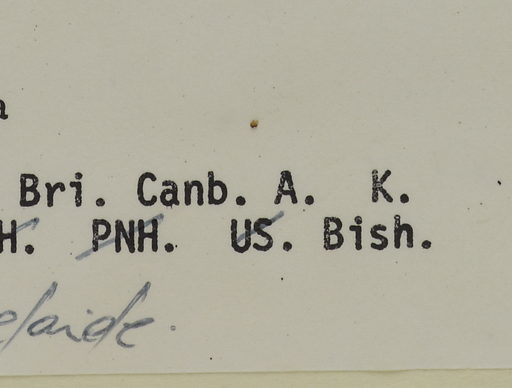 a
Bri. Canb. A. K.
H. PNH. US. Bish.
elaide.